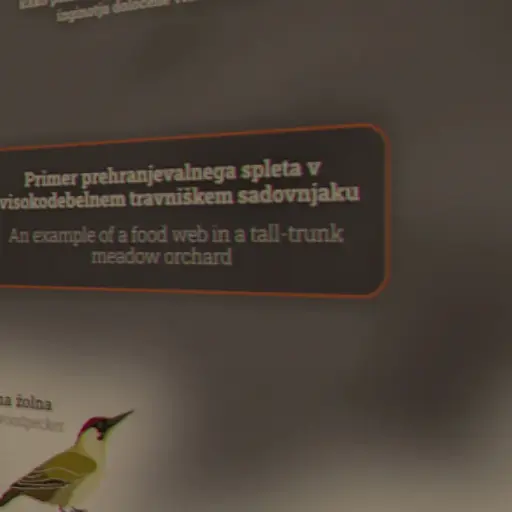 Primer prehranjevalnega spleta v
visokodebelnem travniškem sadovnjaku
An example of a food web in a tall-trunk
meadow orchard
žolna